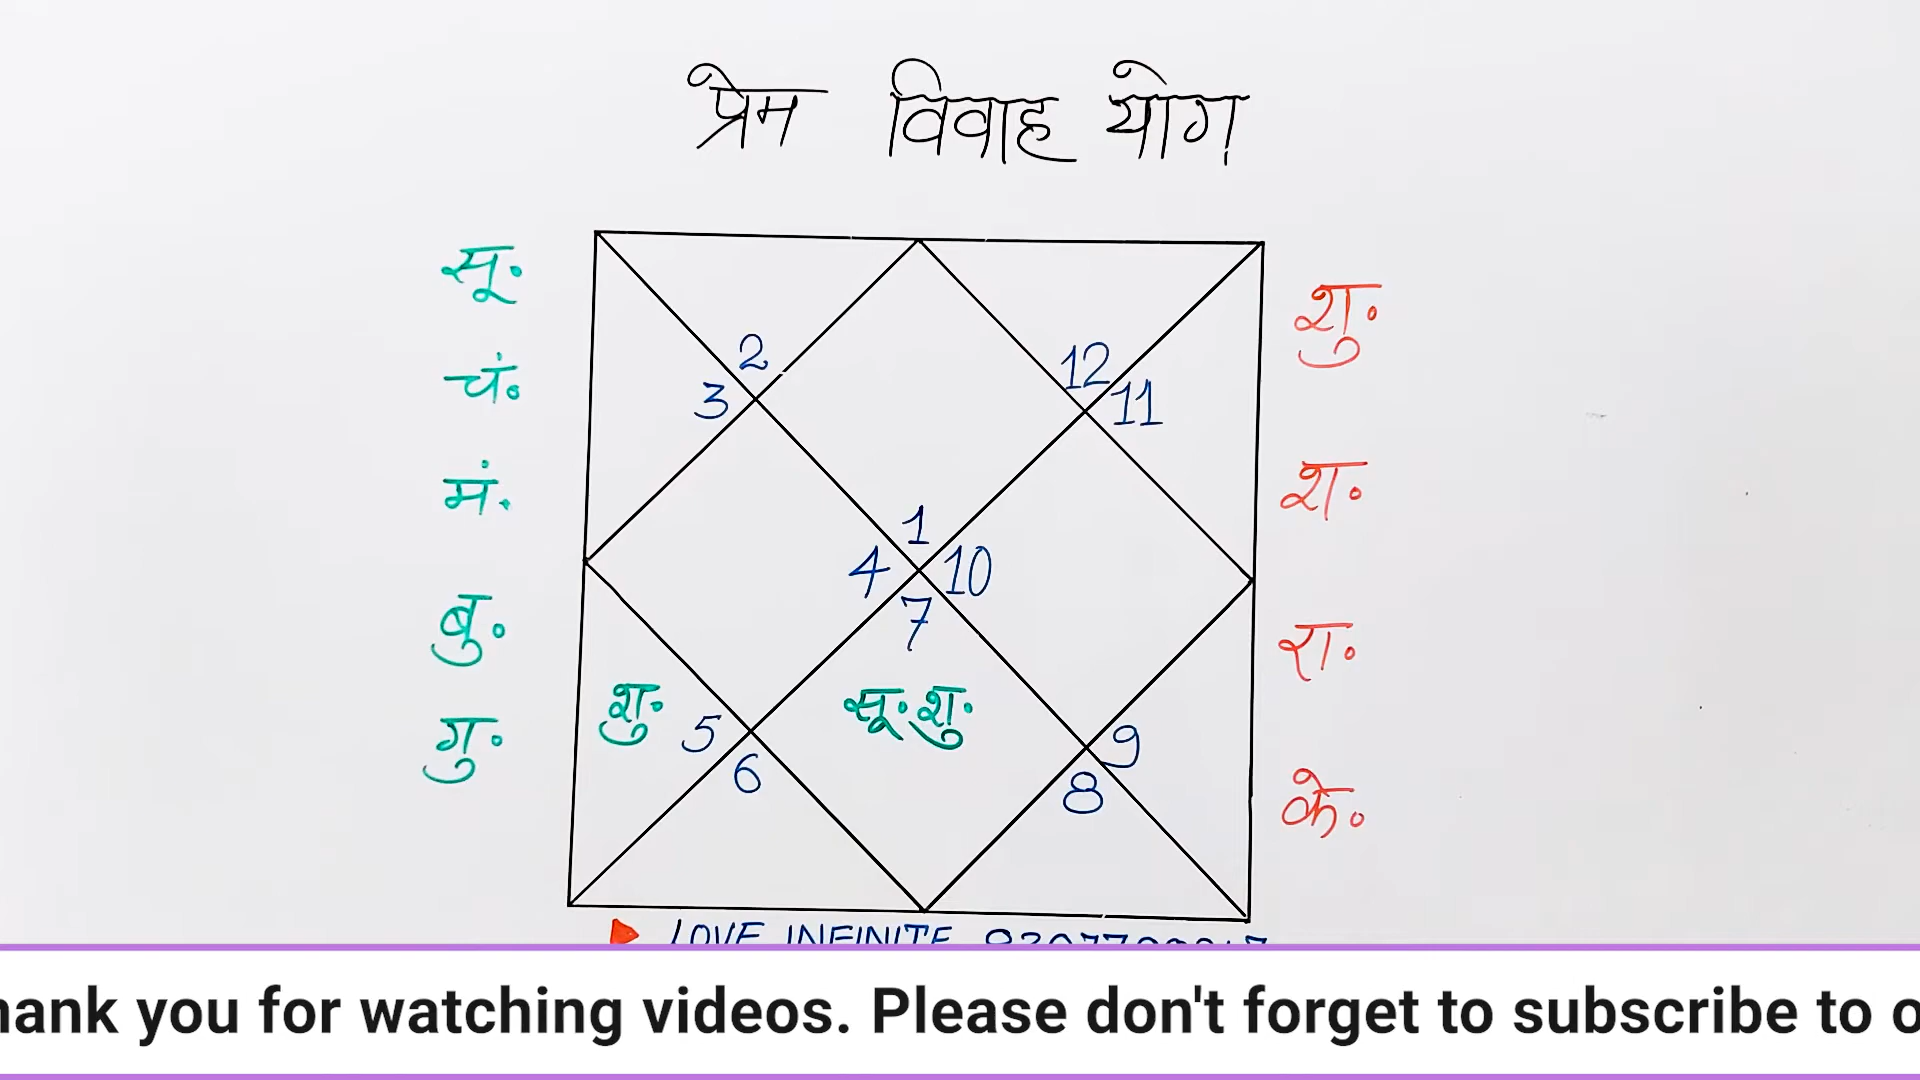 प्रेम विवाह योग
सू.
शु.
2
12
चं.
3
11
मं.
श.
1
4
10
7
बु.
रा.
शु.
5
सू. शु.
9
गु.
6
8
के.
LOVE INFINITE
hank you for watching videos. Please don't forget to subscribe to o